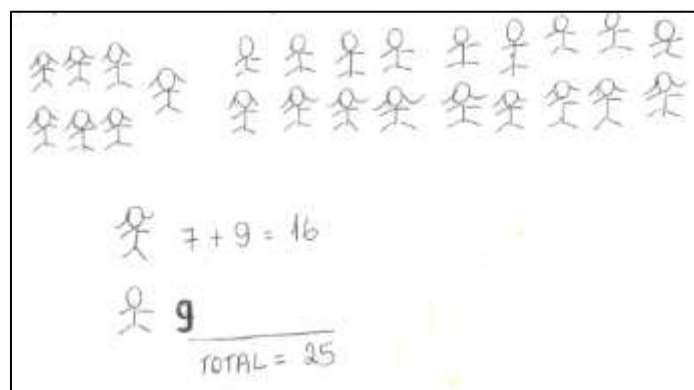 7 + 9 = 16
9
TOTAL = 25